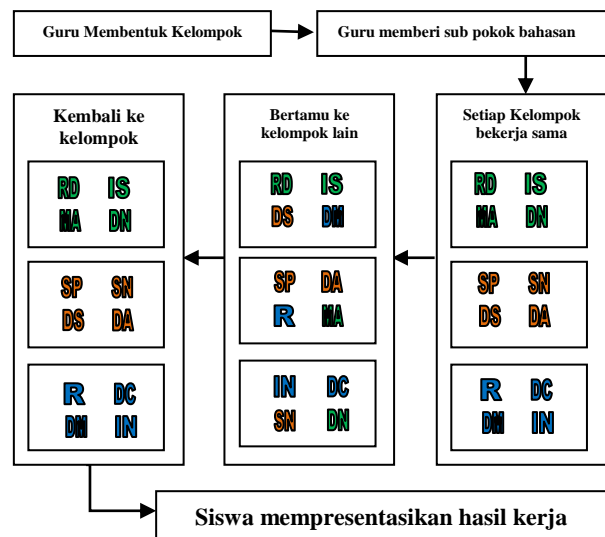 Guru Membentuk Kelompok
Guru memberi sub pokok bahasan
Kembali ke
kelompok
RD IS
MA DN
SP SN
DS DA
R DC
DM IN
Bertamu ke
kelompok lain
RD IS
DS DM
SP DA
R MA
IN DC
SN DN
Setiap Kelompok
bekerja sama
RD IS
MA DN
SP SN
DS DA
R DC
DM IN
Siswa mempresentasikan hasil kerja